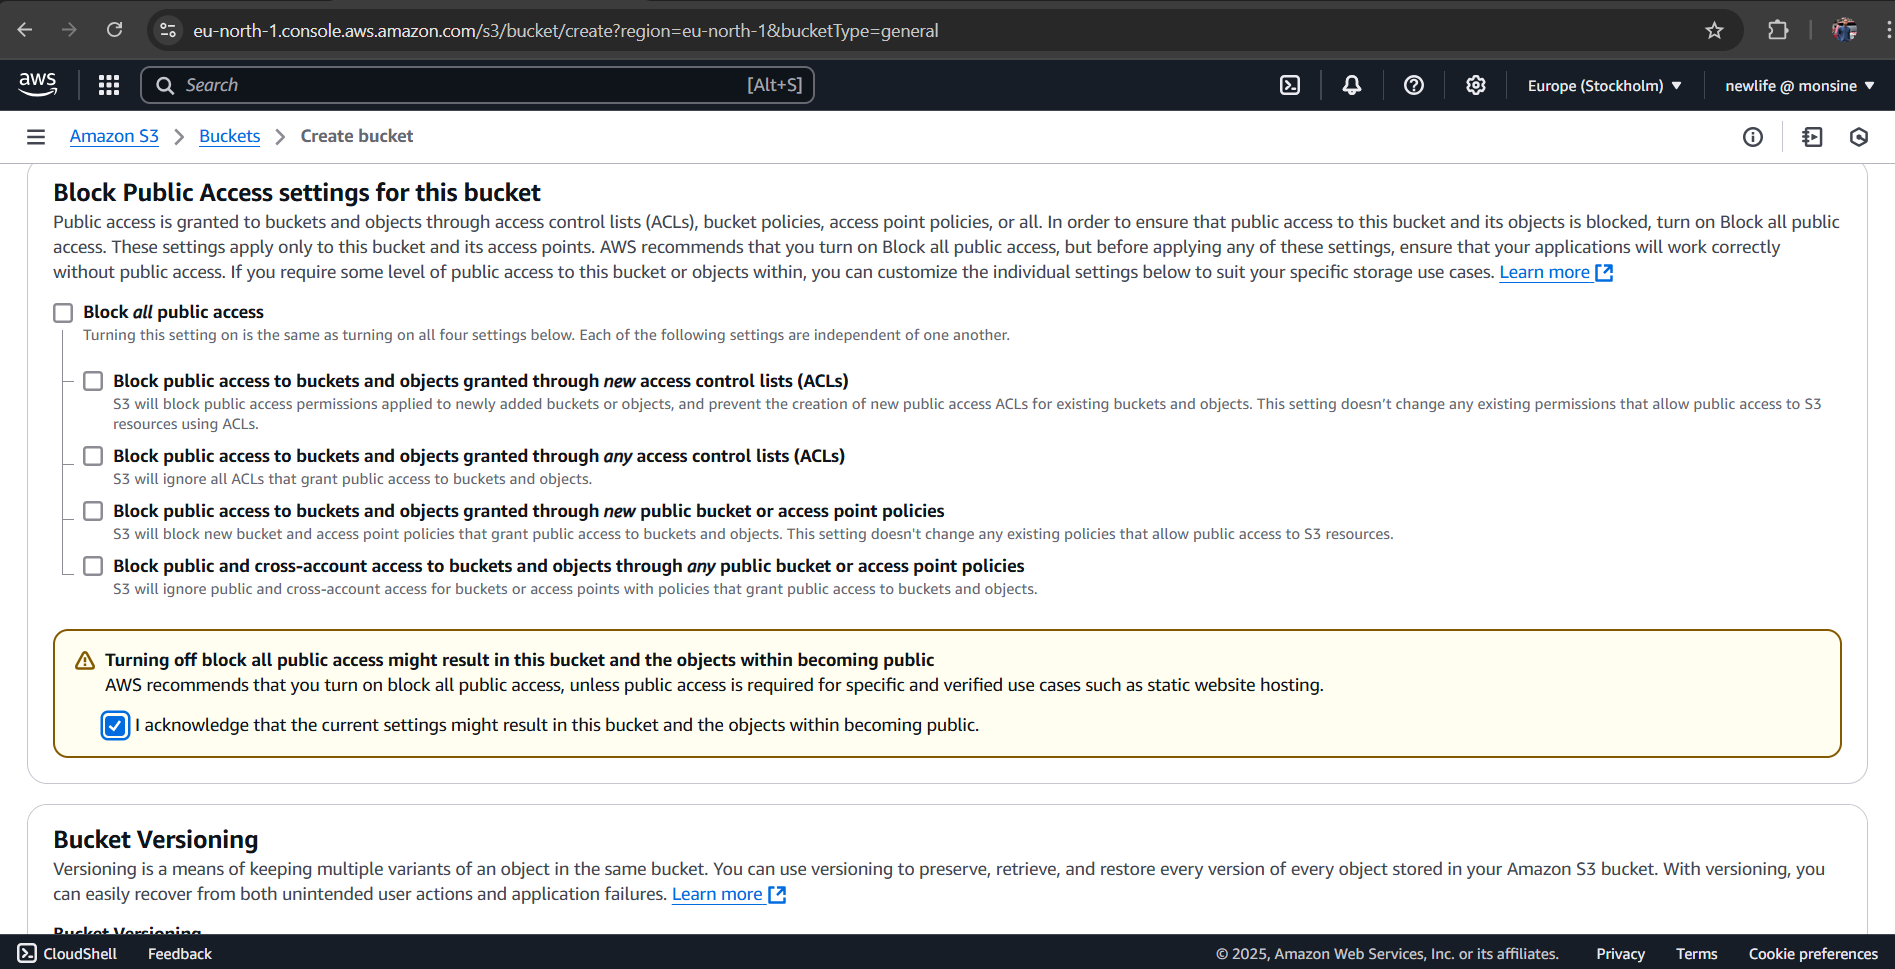 eu-north-1.console.aws.amazon.com/s3/bucket/create?region=eu-north-1&bucketType=general
aws
Search
[Alt+S]
Europe (Stockholm)
newlife @ monsine
Amazon S3
Buckets
Create bucket
Block Public Access settings for this bucket
Public access is granted to buckets and objects through access control lists (ACLs), bucket policies, access point policies, or all. In order to ensure that public access to this bucket and its objects is blocked, turn on Block all public
access. These settings apply only to this bucket and its access points. AWS recommends that you turn on Block all public access, but before applying any of these settings, ensure that your applications will work correctly
without public access. If you require some level of public access to this bucket or objects within, you can customize the individual settings below to suit your specific storage use cases. Learn more
Block all public access
Turning this setting on is the same as turning on all four settings below. Each of the following settings are independent of one another.
Block public access to buckets and objects granted through new access control lists (ACLs)
S3 will block public access permissions applied to newly added buckets or objects, and prevent the creation of new public access ACLs for existing buckets and objects. This setting doesn't change any existing permissions that allow public access to S3
resources using ACLs.
Block public access to buckets and objects granted through any access control lists (ACLs)
S3 will ignore all ACLs that grant public access to buckets and objects.
Block public access to buckets and objects granted through new public bucket or access point policies
S3 will block new bucket and access point policies that grant public access to buckets and objects. This setting doesn't change any existing policies that allow public access to S3 resources.
Block public and cross-account access to buckets and objects through any public bucket or access point policies
S3 will ignore public and cross-account access for buckets or access points with policies that grant public access to buckets and objects.
Turning off block all public access might result in this bucket and the objects within becoming public
AWS recommends that you turn on block all public access, unless public access is required for specific and verified use cases such as static website hosting.
I acknowledge that the current settings might result in this bucket and the objects within becoming public.
Bucket Versioning
Versioning is a means of keeping multiple variants of an object in the same bucket. You can use versioning to preserve, retrieve, and restore every version of every object stored in your Amazon S3 bucket. With versioning, you
can easily recover from both unintended user actions and application failures. Learn more
Bucket Versioning
CloudShell
Feedback
© 2025, Amazon Web Services, Inc. or its affiliates.
Privacy
Terms
Cookie preferences